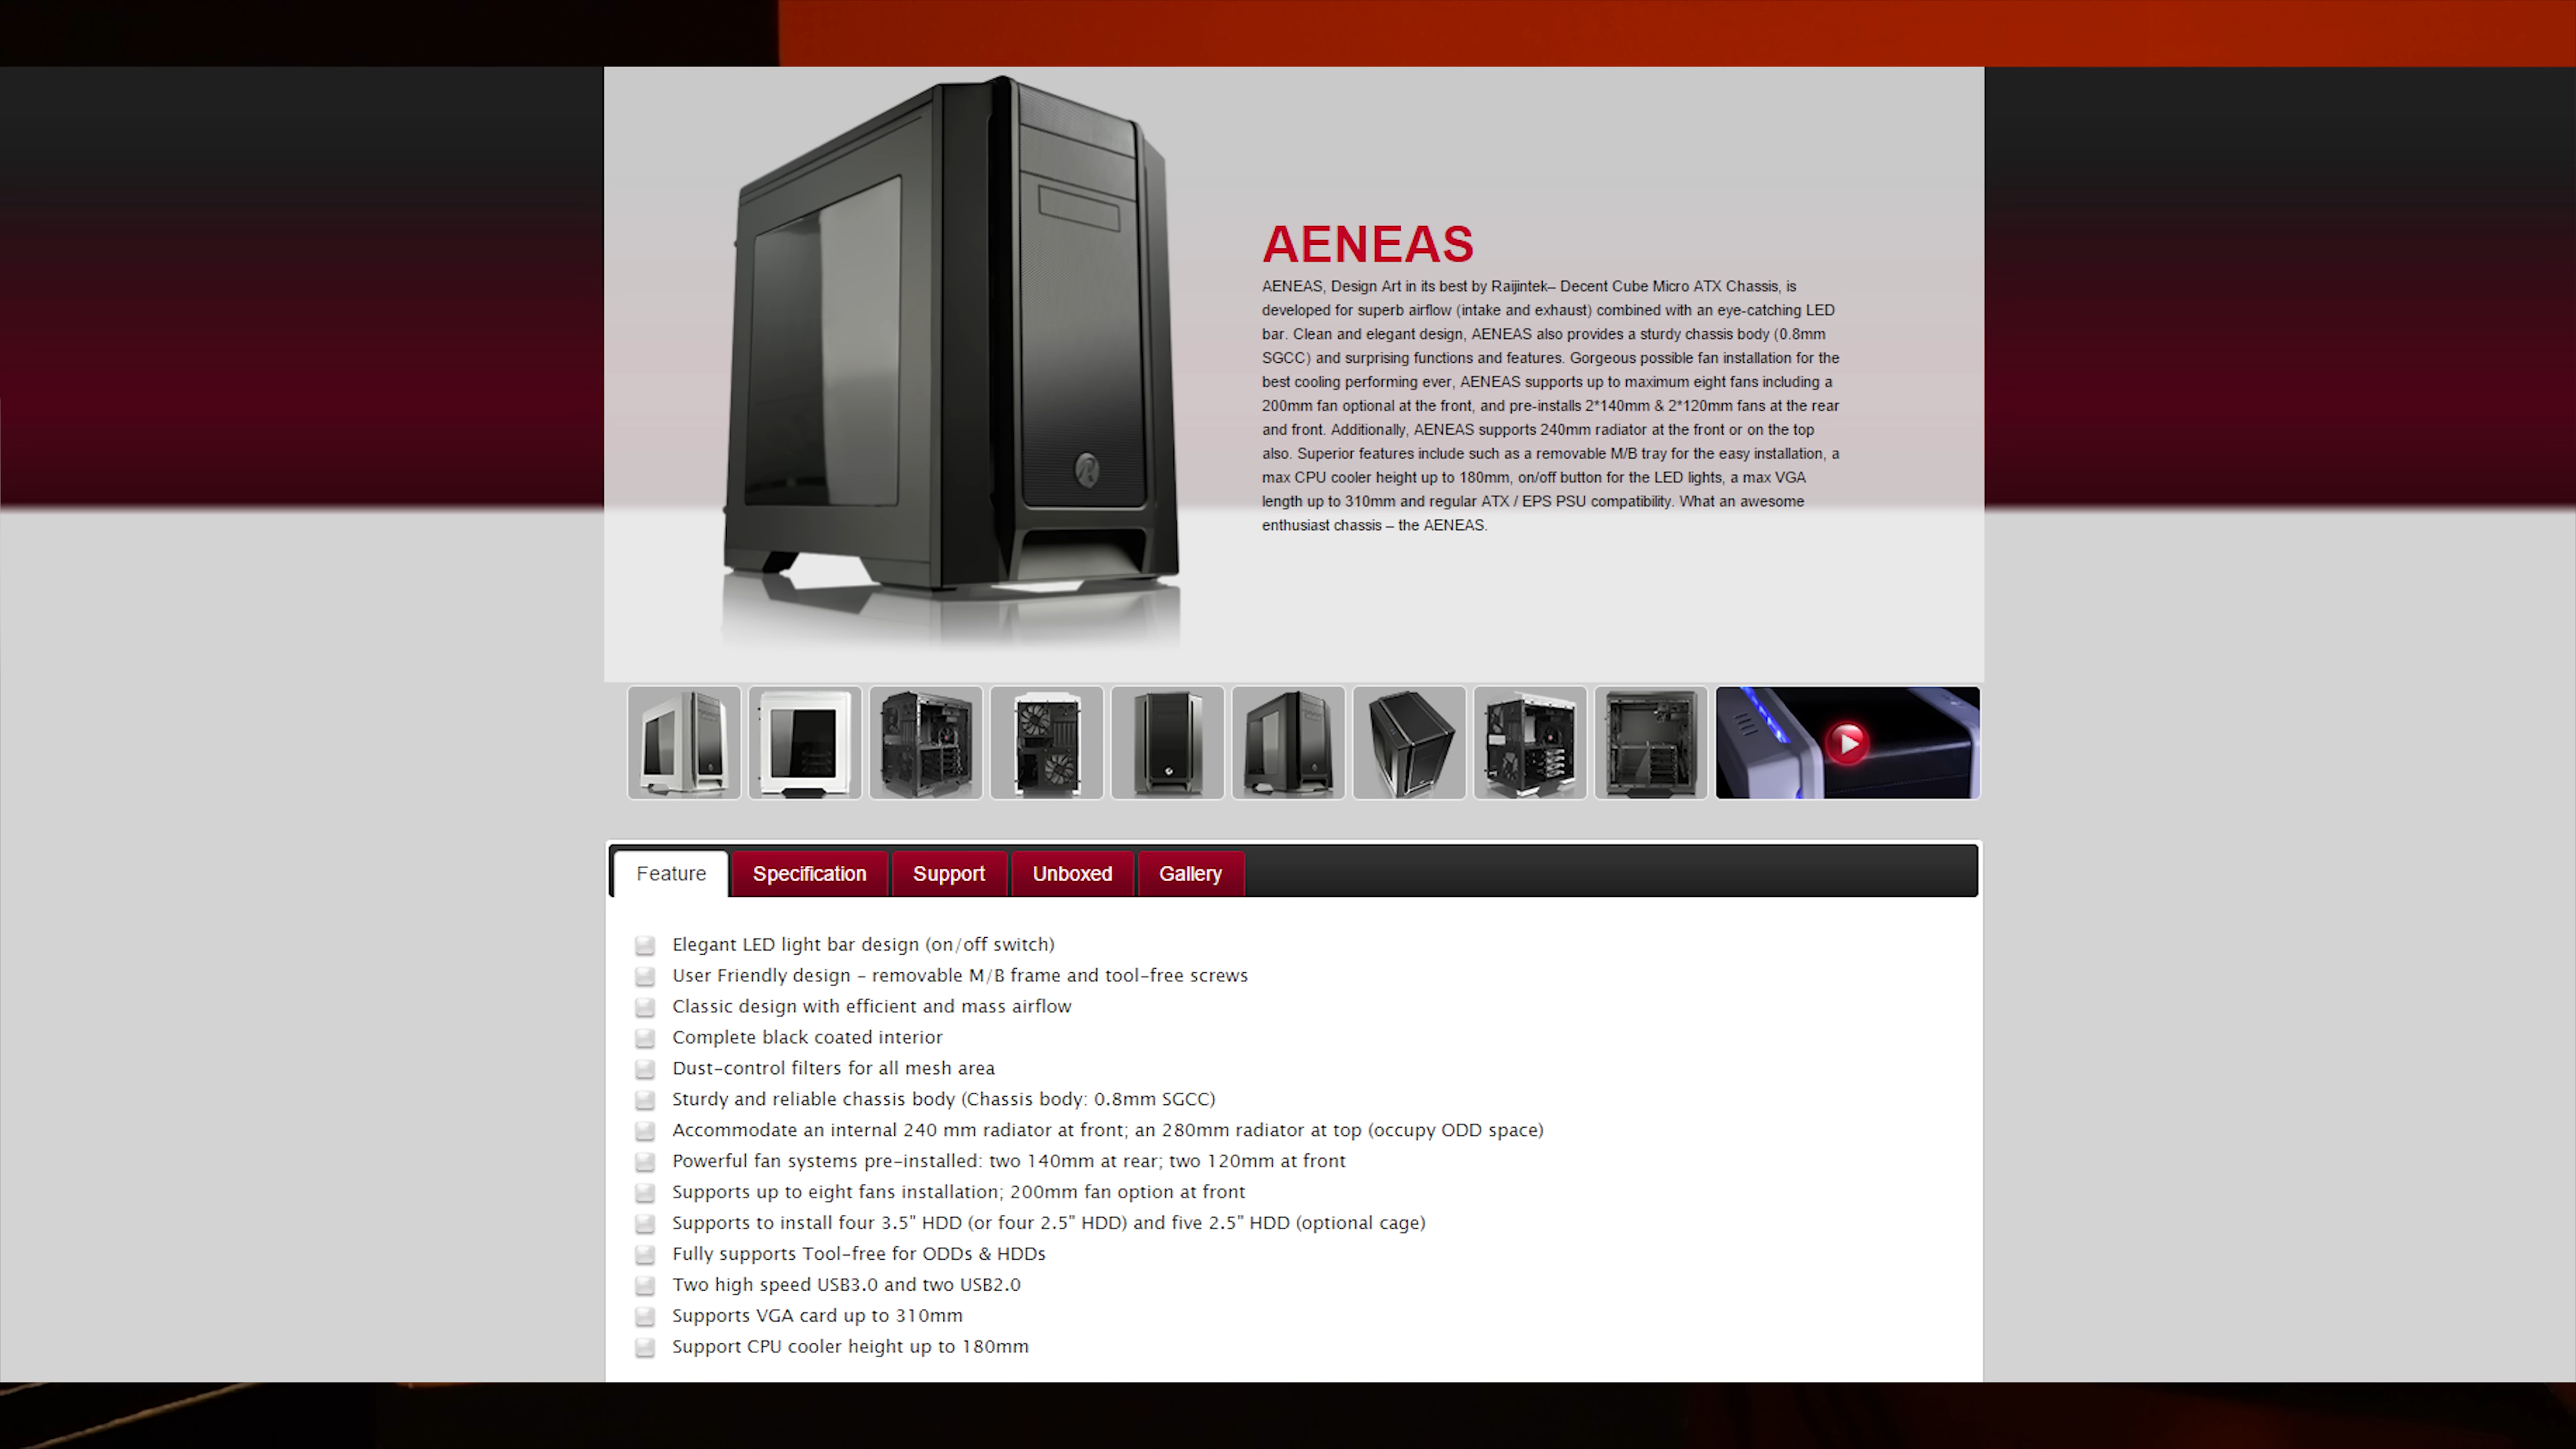 AENEAS
AENEAS, Design Art in its best by Raijintek– Decent Cube Micro ATX Chassis, is
developed for superb airflow (intake and exhaust) combined with an eye-catching LED
bar. Clean and elegant design, AENEAS also provides a sturdy chassis body (0.8mm
SGCC) and surprising functions and features. Gorgeous possible fan installation for the
best cooling performing ever, AENEAS supports up to maximum eight fans including a
200mm fan optional at the front, and pre-installs 2*140mm & 2*120mm fans at the rear
and front. Additionally, AENEAS supports 240mm radiator at the front or on the top
also. Superior features include such as a removable M/B tray for the easy installation, a
max CPU cooler height up to 180mm, on/off button for the LED lights, a max VGA
length up to 310mm and regular ATX / EPS PSU compatibility. What an awesome
enthusiast chassis – the AENEAS.
Feature Specification Support Unboxed Gallery
Elegant LED light bar design (on/off switch)
User Friendly design – removable M/B frame and tool-free screws
Classic design with efficient and mass airflow
Complete black coated interior
Dust-control filters for all mesh area
Sturdy and reliable chassis body (Chassis body: 0.8mm SGCC)
Accommodate an internal 240 mm radiator at front; an 280mm radiator at top (occupy ODD space)
Powerful fan systems pre-installed: two 140mm at rear; two 120mm at front
Supports up to eight fans installation; 200mm fan option at front
Supports to install four 3.5" HDD (or four 2.5" HDD) and five 2.5" HDD (optional cage)
Fully supports Tool-free for ODDs & HDDs
Two high speed USB3.0 and two USB2.0
Supports VGA card up to 310mm
Support CPU cooler height up to 180mm